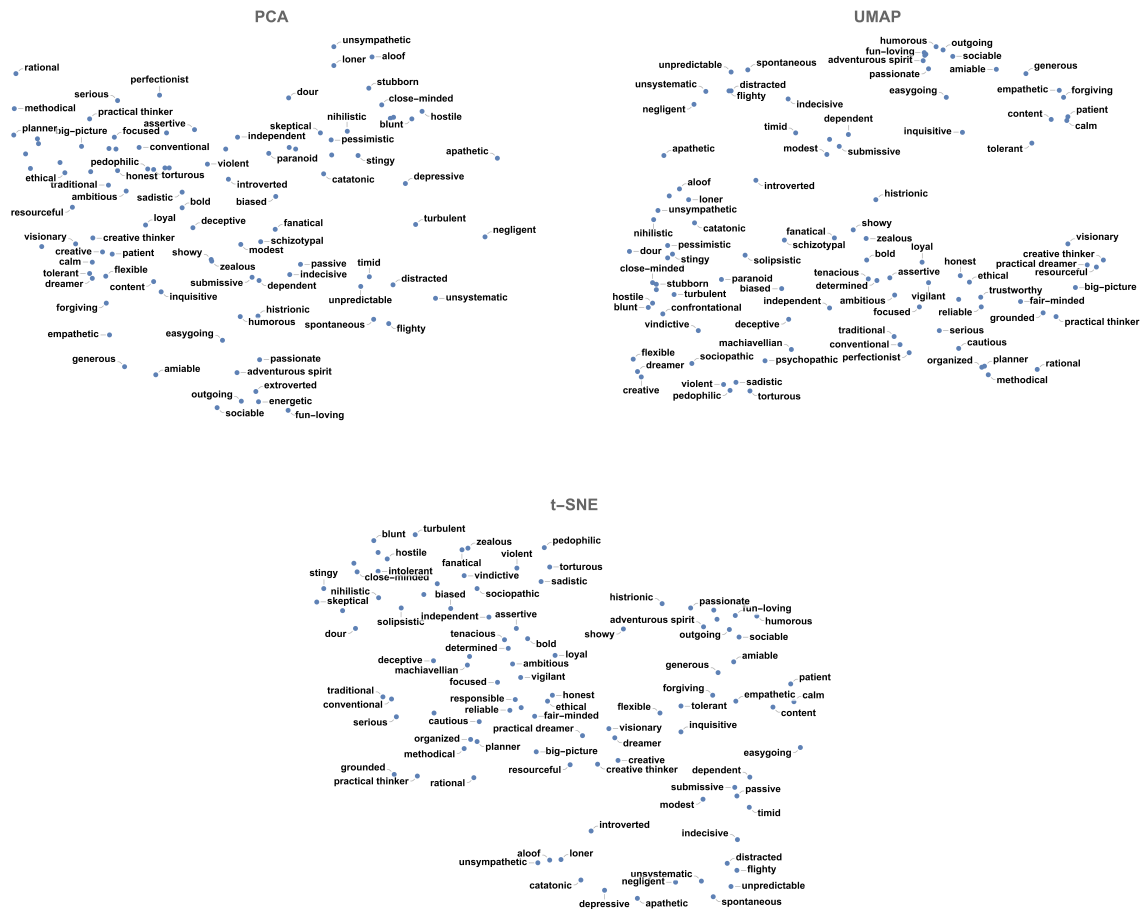 PCA
unsympathetic
loner
aloof
rational
perfectionist
stubborn
serious
dour
close-minded
methodical
practical thinker
nihilistic
hostile
blunt
planner
big-picture
focused
assertive
skeptical
independent
pessimistic
conventional
apathetic
pedophilic
violent
paranoid
stingy
ethical
honest
torturous
catatonic
depressive
traditional
introverted
ambitious
sadistic
biased
bold
resourceful
loyal
deceptive
fanatical
turbulent
negligent
visionary
creative thinker
schizotypal
modest
creative
patient
showy
calm
zealous
passive
timid
tolerant
flexible
indecisive
distracted
dreamer
content
submissive
dependent
inquisitive
unpredictable
unsystematic
forgiving
histrionic
humorous
spontaneous
flighty
empathetic
easygoing
generous
passionate
amiable
adventurous spirit
extroverted
outgoing
energetic
sociable
fun-loving
UMAP
humorous
outgoing
fun-loving
sociable
adventurous spirit
unpredictable
spontaneous
passionate
amiable
generous
unsystematic
distracted
flighty
easygoing
empathetic
forgiving
negligent
indecisive
content
patient
dependent
calm
timid
inquisitive
modest
submissive
tolerant
apathetic
aloof
introverted
loner
histrionic
unsympathetic
catatonic
showy
nihilistic
fanatical
visionary
pessimistic
schizotypal
zealous
loyal
dour
stingy
solipsistic
bold
honest
creative thinker
close-minded
practical dreamer
paranoid
tenacious
assertive
ethical
resourceful
stubborn
biased
determined
big-picture
hostile
turbulent
ambitious
vigilant
trustworthy
blunt
confrontational
independent
focused
reliable
fair-minded
grounded
practical thinker
vindictive
deceptive
traditional
serious
machiavellian
conventional
cautious
flexible
sociopathic
psychopathic
perfectionist
organized
planner
rational
dreamer
methodical
creative
violent
sadistic
pedophilic
torturous
t-SNE
blunt
turbulent
hostile
zealous
pedophilic
fanatical
violent
stingy
intolerant
close-minded
vindictive
torturous
nihilistic
sadistic
skeptical
biased
sociopathic
histrionic
passionate
fun-loving
solipsistic
independent
assertive
adventurous spirit
humorous
dour
tenacious
showy
outgoing
sociable
determined
bold
deceptive
loyal
amiable
machiavellian
ambitious
generous
focused
vigilant
patient
traditional
responsible
honest
forgiving
empathetic
calm
conventional
reliable
ethical
flexible
tolerant
content
serious
cautious
fair-minded
practical dreamer
visionary
inquisitive
organized
planner
dreamer
methodical
big-picture
easygoing
grounded
resourceful
creative
creative thinker
practical thinker
rational
dependent
submissive
passive
modest
timid
introverted
indecisive
aloof
loner
unsympathetic
distracted
flighty
catatonic
unsystematic
negligent
unpredictable
depressive
apathetic
spontaneous